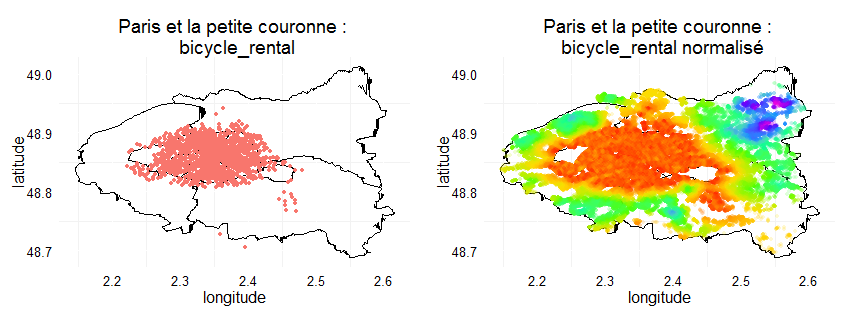 Paris et la petite couronne :
bicycle_rental
49.0
48.9
48.8
48.7
latitude
2.2 2.3 2.4 2.5 2.6
longitude
Paris et la petite couronne :
bicycle_rental normalisé
49.0
48.9
48.8
48.7
latitude
2.2 2.3 2.4 2.5 2.6
longitude